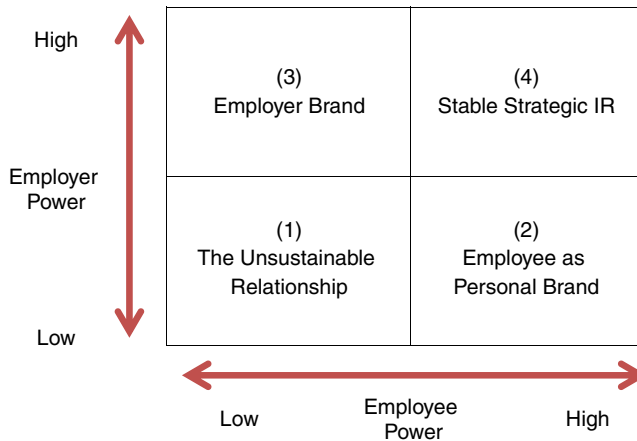 High
(3)
Employer Brand
(4)
Stable Strategic IR
Employer
Power
(1)
The Unsustainable
Relationship
(2)
Employee as
Personal Brand
Low
Low
Employee
Power
High